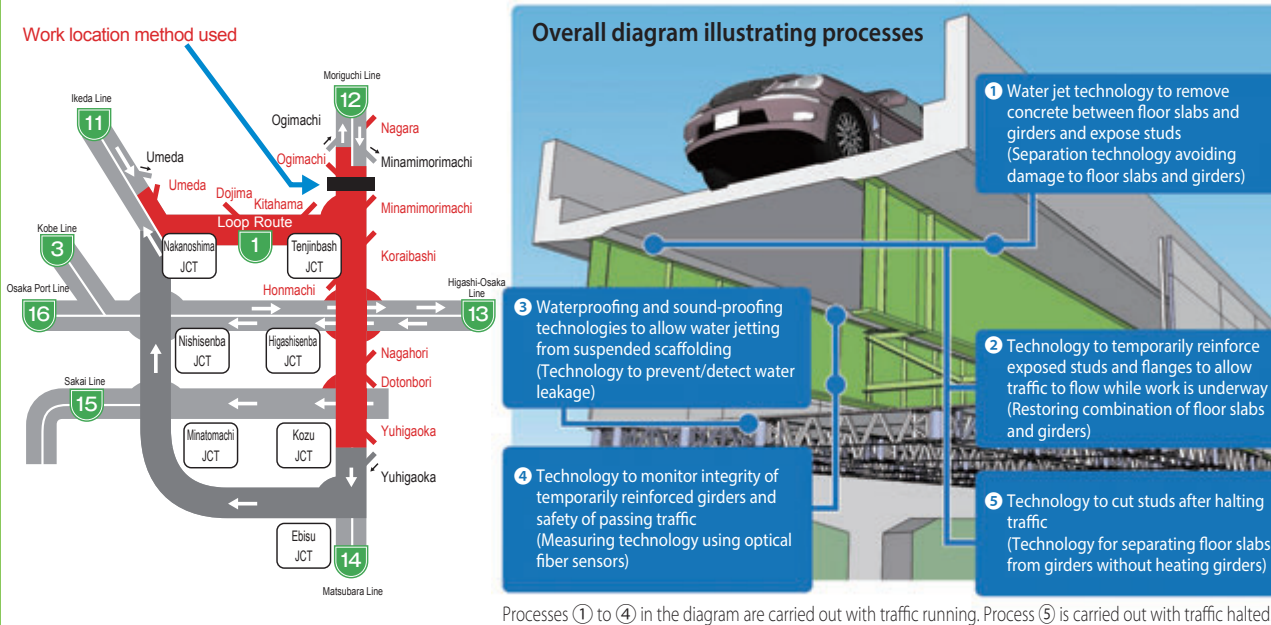 Work location method used
Moriguchi Line
12
Ikeda Line
11
Ogimachi
Nagara
Umeda
Ogimachi
Minamimorimachi
Umeda
Dojima
Kitahama
Minamimorimachi
Loop Route
1
Kobe Line
3
Nakanoshima
JCT
Tenjinbash
JCT
Koraibashi
Osaka Port Line
16
Honmachi
Higashi-Osaka
Line
13
Nishisenba
JCT
Higashisenba
JCT
Nagahori
Sakai Line
15
Dotonbori
Minatomachi
JCT
Kozu
JCT
Yuhigaoka
Yuhigaoka
Ebisu
JCT
14
Matsubara Line
Overall diagram illustrating processes
❶ Water jet technology to remove
concrete between floor slabs and
girders and expose studs
(Separation technology avoiding
damage to floor slabs and girders)
❸ Waterproofing and sound-proofing
technologies to allow water jetting
from suspended scaffolding
(Technology to prevent/detect water
leakage)
❷ Technology to temporarily reinforce
exposed studs and flanges to allow
traffic to flow while work is underway
(Restoring combination of floor slabs
and girders)
❹ Technology to monitor integrity of
temporarily reinforced girders and
safety of passing traffic
(Measuring technology using optical
fiber sensors)
❺ Technology to cut studs after halting
traffic
(Technology for separating floor slabs
from girders without heating girders)
Processes ① to ④ in the diagram are carried out with traffic running. Process ⑤ is carried out with traffic halted